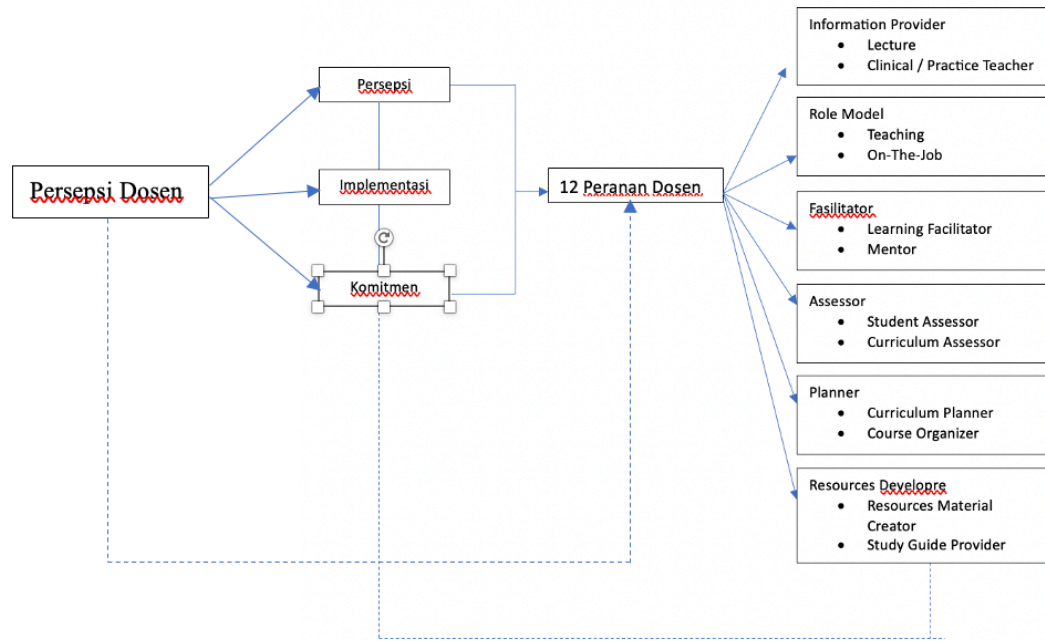 Persepsi Dosen
Persepsi
Implementasi
Komitmen
12 Peranan Dosen
Information Provider
• Lecture
• Clinical / Practice Teacher
Role Model
• Teaching
• On-The-Job
Fasilitator
• Learning Facilitator
• Mentor
Assessor
• Student Assessor
• Curriculum Assessor
Planner
• Curriculum Planner
• Course Organizer
Resources Developre
• Resources Material
Creator
• Study Guide Provider